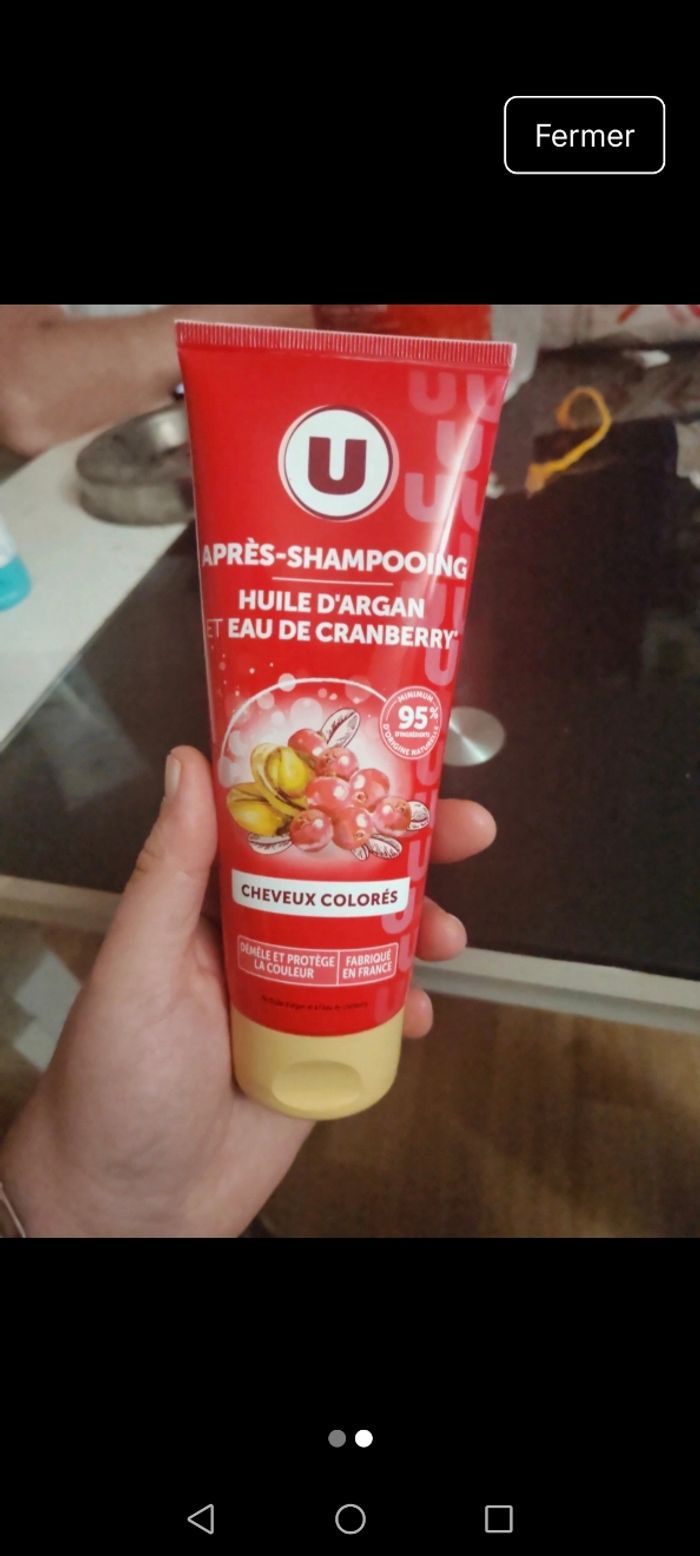 Fermer
U
APRÈS-SHAMPOOING
HUILE D'ARGAN
ET EAU DE CRANBERRY*
MINIMUM
95%
D'INGRÉDIENTS
D'ORIGINE NATURELLE
CHEVEUX COLORÉS
DÉMÊLE ET PROTÈGE
LA COULEUR
FABRIQUÉ
EN FRANCE